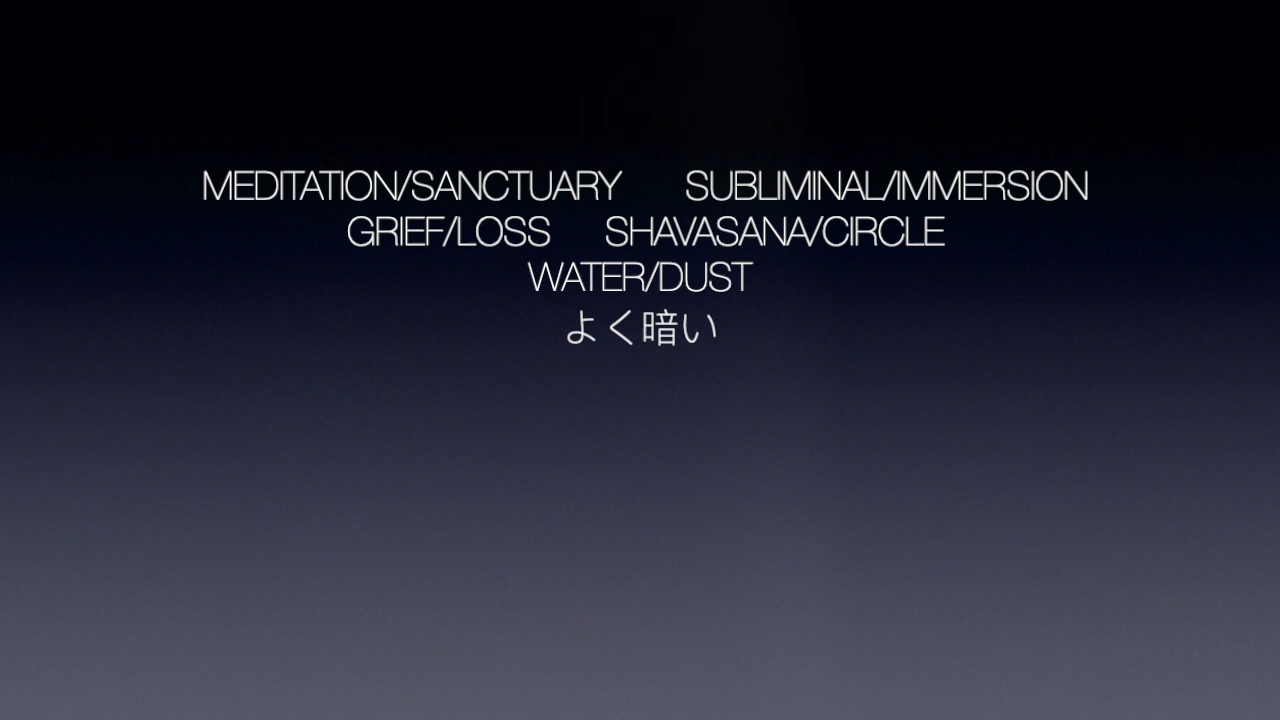 MEDITATION/SANCTUARY SUBLIMINAL/IMMERSION
GRIEF/LOSS SHAVASANA/CIRCLE
WATER/DUST
よく暗い